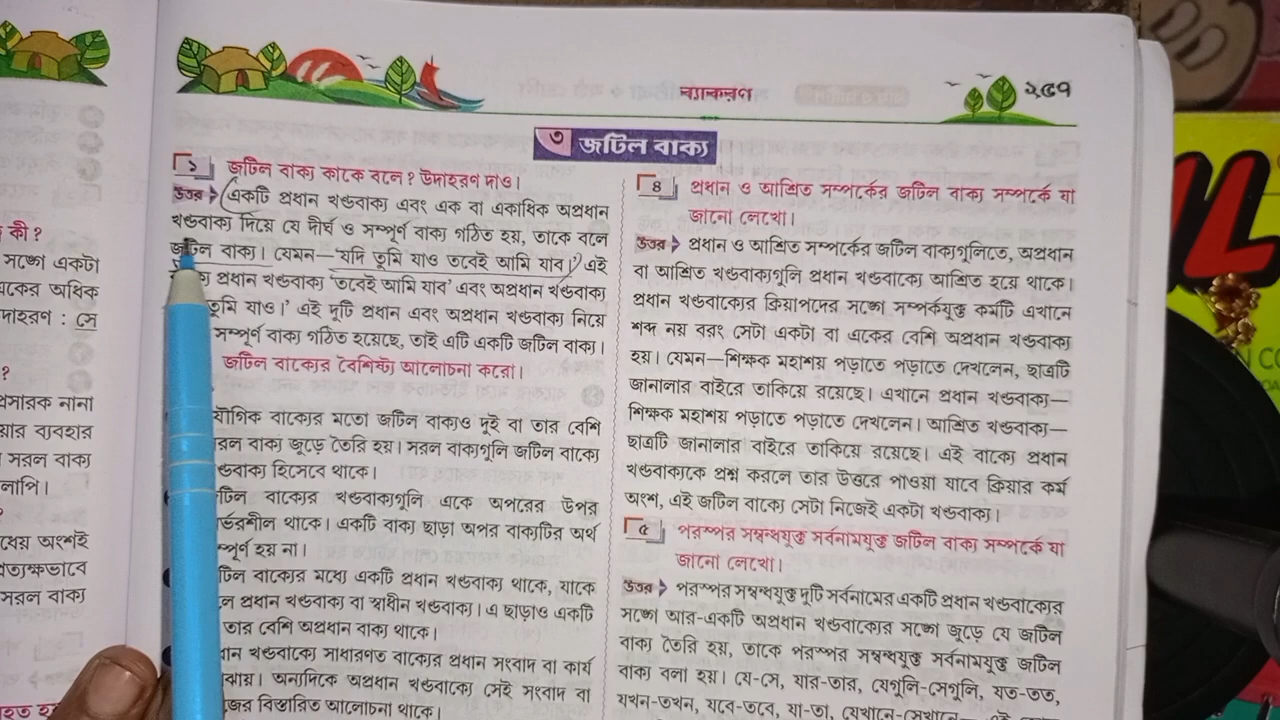 ব্যাকরণ
২৫৭
৩ জটিল বাক্য
১ জটিল বাক্য কাকে বলে? উদাহরণ দাও।
উত্তর একটি প্রধান খণ্ডবাক্য এবং এক বা একাধিক অপ্রধান
খণ্ডবাক্য দিয়ে যে দীর্ঘ ও সম্পূর্ণ বাক্য গঠিত হয়, তাকে বলে
জটিল বাক্য। যেমন—‘যদি তুমি যাও তবেই আমি যাব।’ এই
প্রধান খণ্ডবাক্য ‘তবেই আমি যাব’ এবং অপ্রধান খণ্ডবাক্য
তুমি যাও।’ এই দুটি প্রধান এবং অপ্রধান খণ্ডবাক্য নিয়ে
সম্পূর্ণ বাক্য গঠিত হয়েছে, তাই এটি একটি জটিল বাক্য।
জটিল বাক্যের বৈশিষ্ট্য আলোচনা করো।
যৌগিক বাক্যের মতো জটিল বাক্যও দুই বা তার বেশি
বাক্য জুড়ে তৈরি হয়। সরল বাক্যগুলি জটিল বাক্যে
হিসেবে থাকে।
বাক্যের খণ্ডবাক্যগুলি একে অপরের উপর
থাকে। একটি বাক্য ছাড়া অপর বাক্যটির অর্থ
হয় না।
বাক্যের মধ্যে একটি প্রধান খণ্ডবাক্য থাকে, যাকে
প্রধান খণ্ডবাক্য বা স্বাধীন খণ্ডবাক্য। এ ছাড়াও একটি
তার বেশি অপ্রধান বাক্য থাকে।
খণ্ডবাক্যে সাধারণত বাক্যের প্রধান সংবাদ বা কার্য
অন্যদিকে অপ্রধান খণ্ডবাক্যে সেই সংবাদ বা
বিস্তারিত আলোচনা থাকে।
৪ প্রধান ও আশ্রিত সম্পর্কের জটিল বাক্য সম্পর্কে যা
জানো লেখো।
উত্তর প্রধান ও আশ্রিত সম্পর্কের জটিল বাক্যগুলিতে, অপ্রধান
বা আশ্রিত খণ্ডবাক্যগুলি প্রধান খণ্ডবাক্যে আশ্রিত হয়ে থাকে।
প্রধান খণ্ডবাক্যের ক্রিয়াপদের সঙ্গে সম্পর্কযুক্ত কর্মটি এখানে
শব্দ নয় বরং সেটা একটা বা একের বেশি অপ্রধান খণ্ডবাক্য
হয়। যেমন—শিক্ষক মহাশয় পড়াতে পড়াতে দেখলেন, ছাত্রটি
জানালার বাইরে তাকিয়ে রয়েছে। এখানে প্রধান খণ্ডবাক্য—
শিক্ষক মহাশয় পড়াতে পড়াতে দেখলেন। আশ্রিত খণ্ডবাক্য—
ছাত্রটি জানালার বাইরে তাকিয়ে রয়েছে। এই বাক্যে প্রধান
খণ্ডবাক্যকে প্রশ্ন করলে তার উত্তরে পাওয়া যাবে ক্রিয়ার কর্ম
অংশ, এই জটিল বাক্যে সেটা নিজেই একটা খণ্ডবাক্য।
৫ পরস্পর সম্বন্ধযুক্ত সর্বনামযুক্ত জটিল বাক্য সম্পর্কে যা
জানো লেখো।
উত্তর পরস্পর সম্বন্ধযুক্ত দুটি সর্বনামের একটি প্রধান খণ্ডবাক্যের
সঙ্গে আর-একটি অপ্রধান খণ্ডবাক্যের সঙ্গে জুড়ে যে জটিল
বাক্য তৈরি হয়, তাকে পরস্পর সম্বন্ধযুক্ত সর্বনামযুক্ত জটিল
বাক্য বলা হয়। যে-সে, যার-তার, যেগুলি-সেগুলি, যত-তত,
যখন-তখন, যবে-তবে, যা-তা, যেখানে-সেখানে—